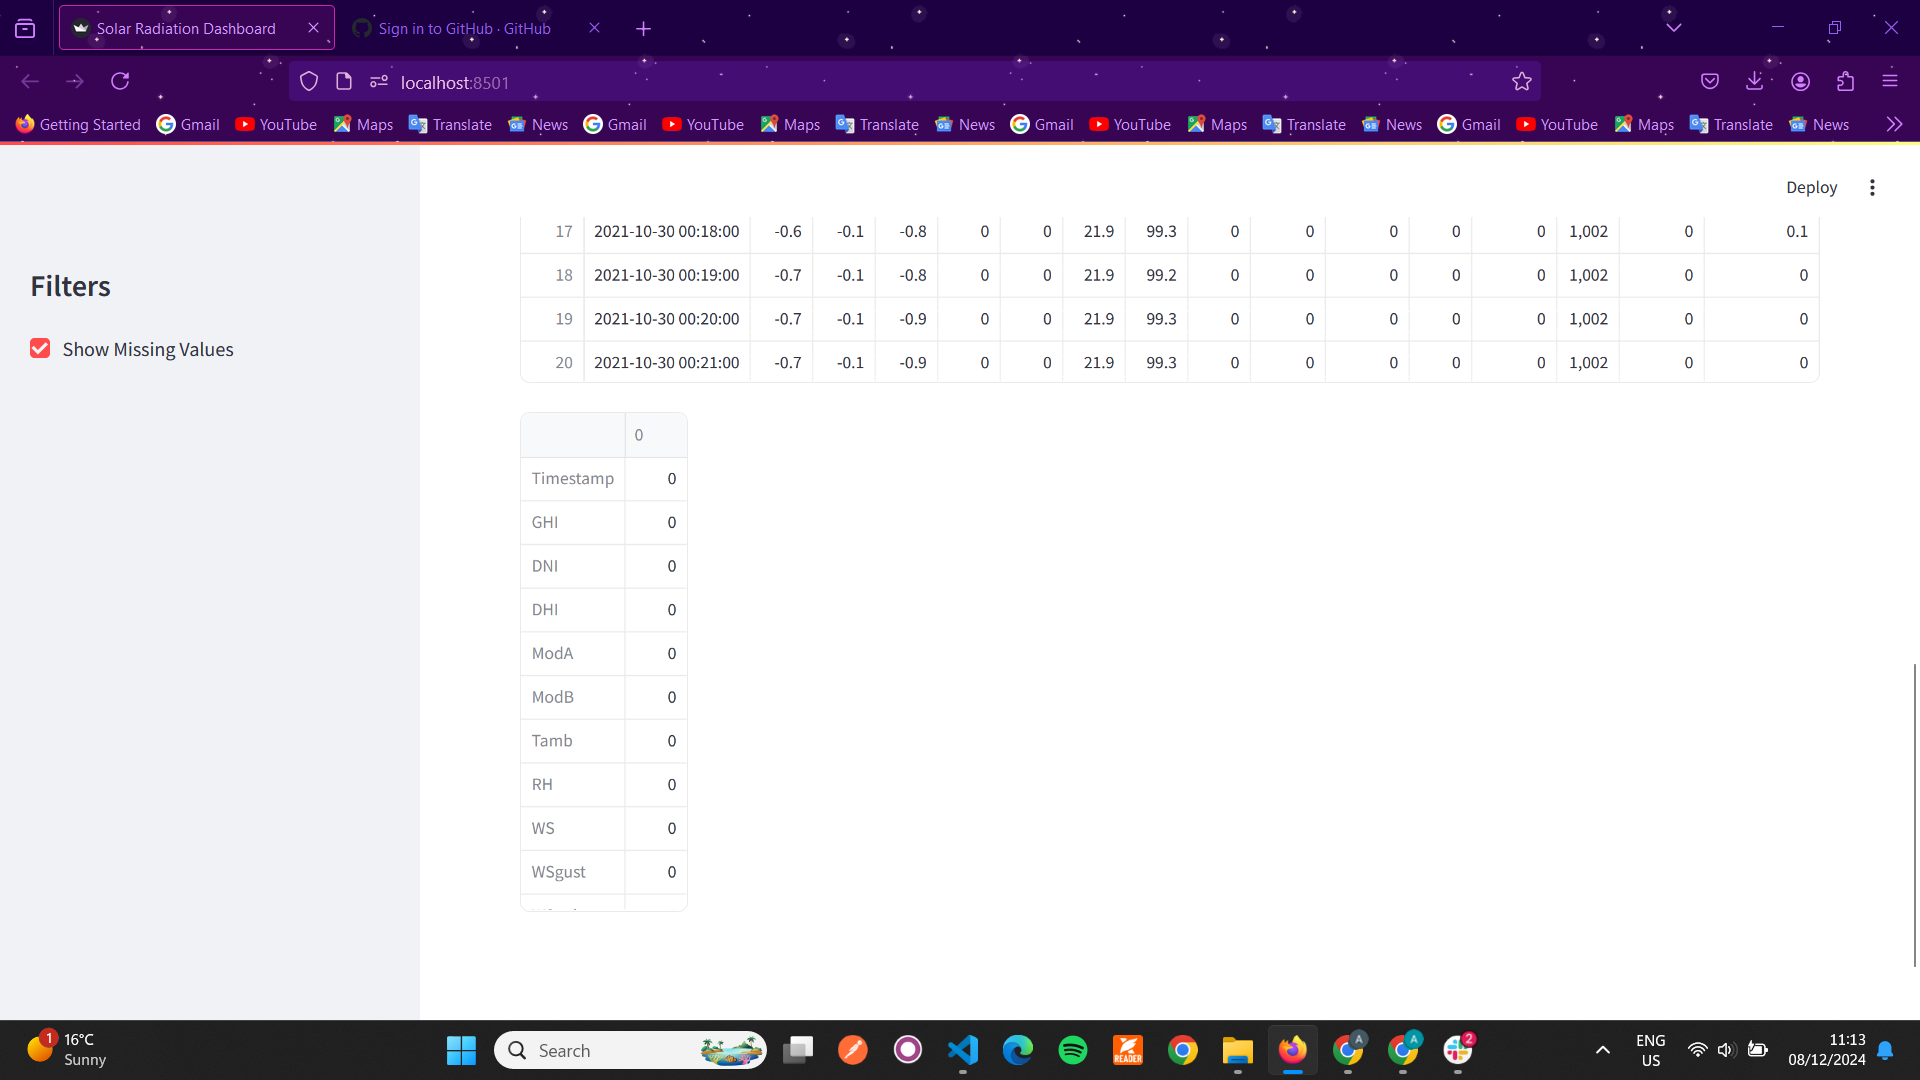 Solar Radiation Dashboard
Sign in to GitHub · GitHub
localhost:8501
Getting Started Gmail YouTube Maps Translate News Gmail YouTube Maps Translate News Gmail YouTube Maps Translate News Gmail YouTube Maps Translate News
Deploy
Filters
Show Missing Values
17 2021-10-30 00:18:00 -0.6 -0.1 -0.8 0 0 21.9 99.3 0 0 0 0 0 1,002 0 0.1
18 2021-10-30 00:19:00 -0.7 -0.1 -0.8 0 0 21.9 99.2 0 0 0 0 0 1,002 0 0
19 2021-10-30 00:20:00 -0.7 -0.1 -0.9 0 0 21.9 99.3 0 0 0 0 0 1,002 0 0
20 2021-10-30 00:21:00 -0.7 -0.1 -0.9 0 0 21.9 99.3 0 0 0 0 0 1,002 0 0
0
Timestamp 0
GHI 0
DNI 0
DHI 0
ModA 0
ModB 0
Tamb 0
RH 0
WS 0
WSgust 0
1
16°C
Sunny
Search
READER
A
A
2
ENG
US
11:13
08/12/2024